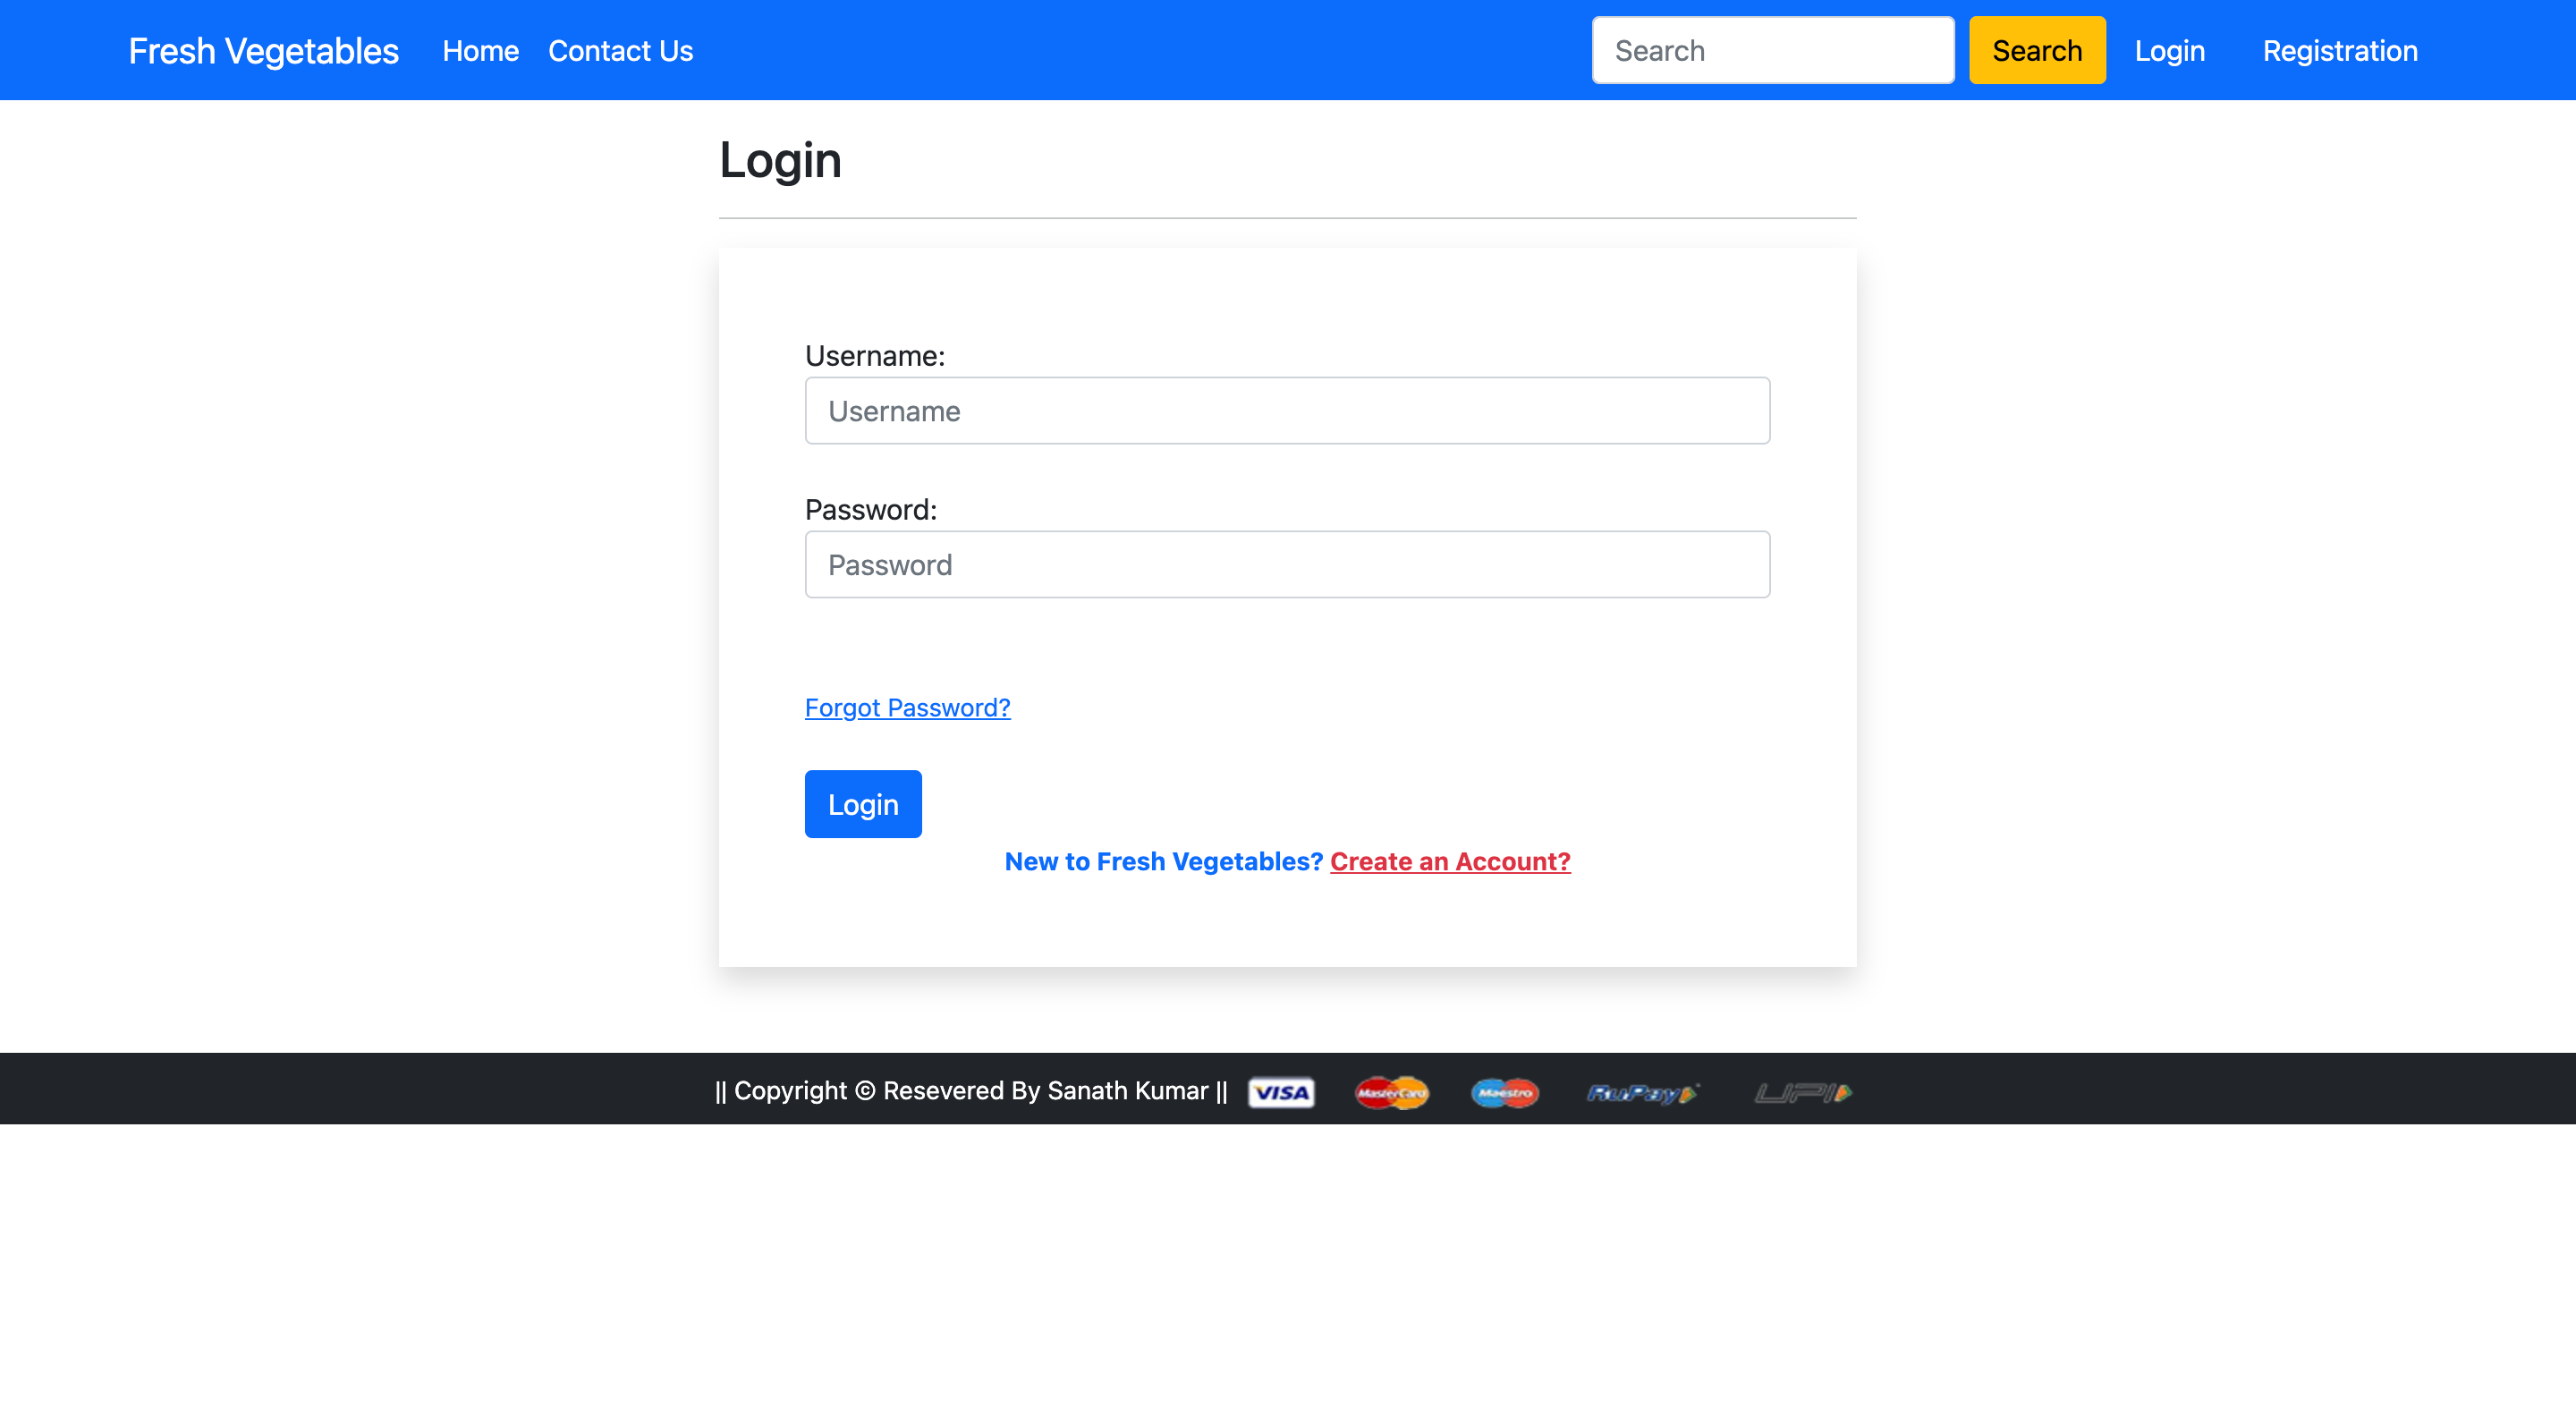 Fresh Vegetables Home Contact Us Search Search Login Registration
Login
Username:
Username
Password:
Password
Forgot Password?
Login
New to Fresh Vegetables? Create an Account?
|| Copyright © Resevered By Sanath Kumar || VISA MasterCard Maestro RuPay UPI